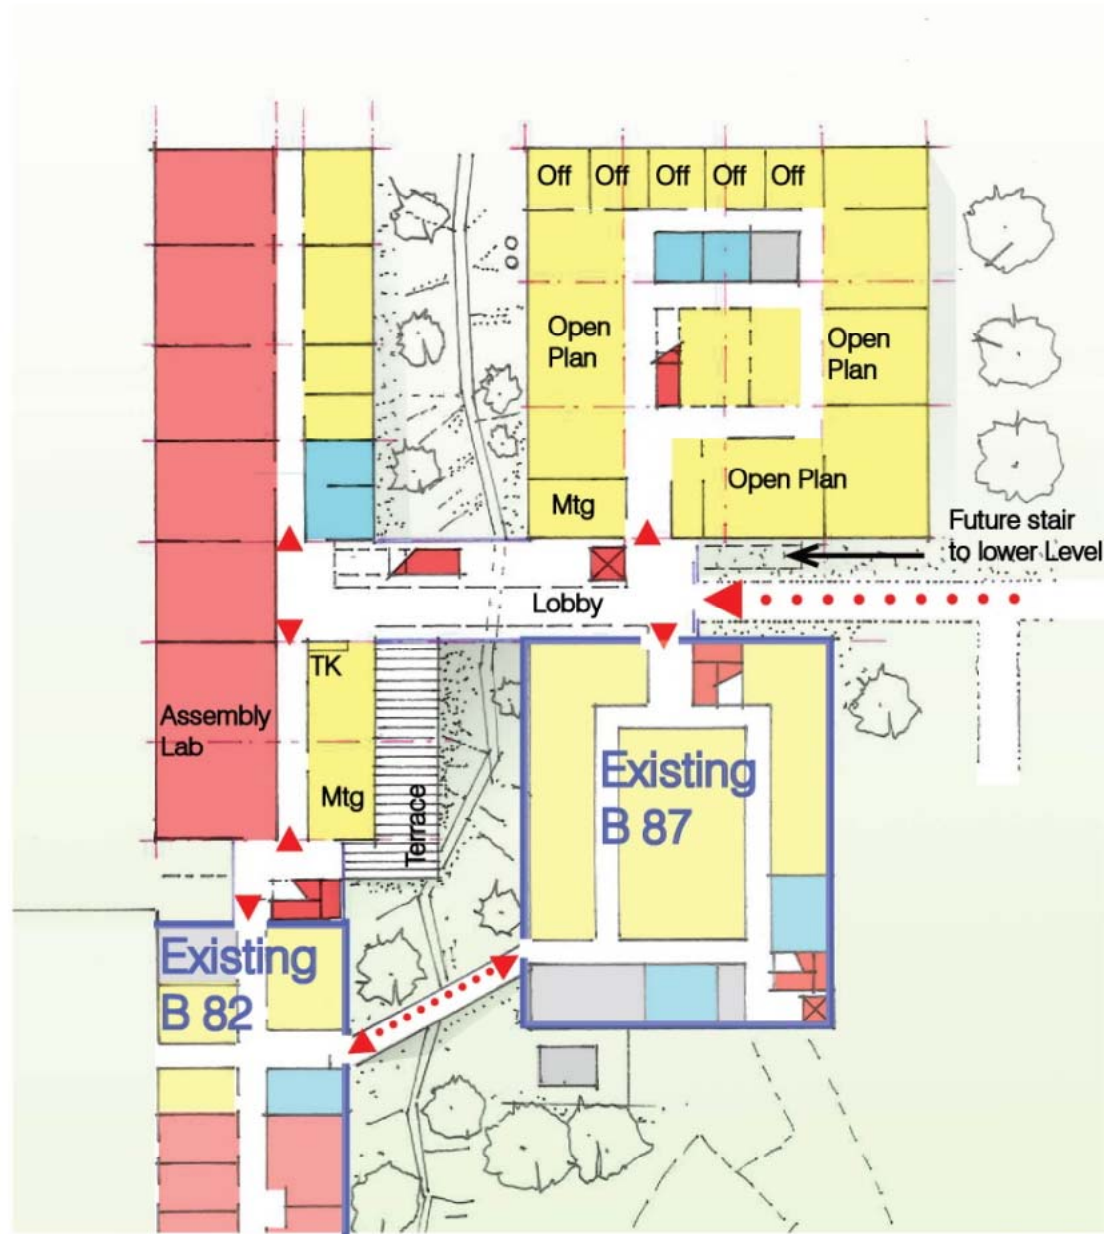 Off Off Off Off Off
Open
Plan
Open
Plan
Open Plan
Mtg
Future stair
to lower Level
Lobby
TK
Assembly
Lab
Mtg
Terrace
Existing
B 87
Existing
B 82